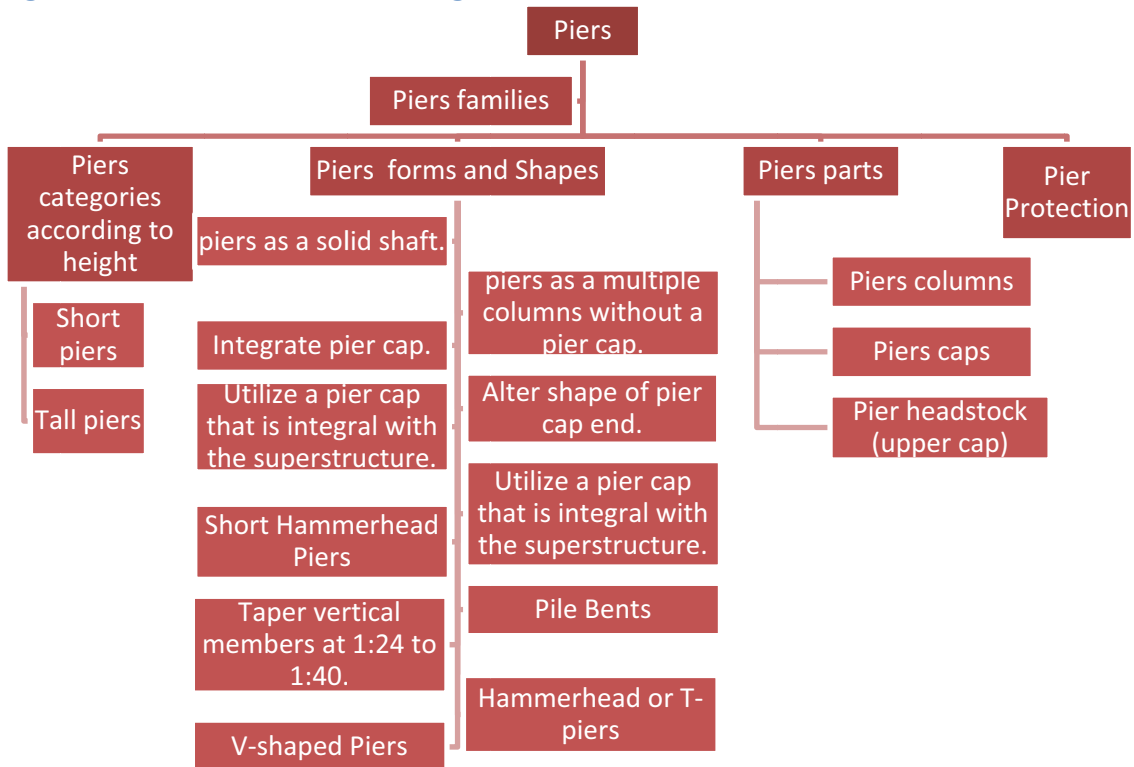 Piers
Piers families
Piers
categories
according to
height
Short
piers
Tall piers
Piers  forms and Shapes
piers as a solid shaft.
piers as a multiple
columns without a
pier cap.
Integrate pier cap.
Alter shape of pier
cap end.
Utilize a pier cap
that is integral with
the superstructure.
Utilize a pier cap
that is integral with
the superstructure.
Short Hammerhead
Piers
Pile Bents
Taper vertical
members at 1:24 to
1:40.
Hammerhead or T-
piers
V-shaped Piers
Piers parts
Piers columns
Piers caps
Pier headstock
(upper cap)
Pier
Protection